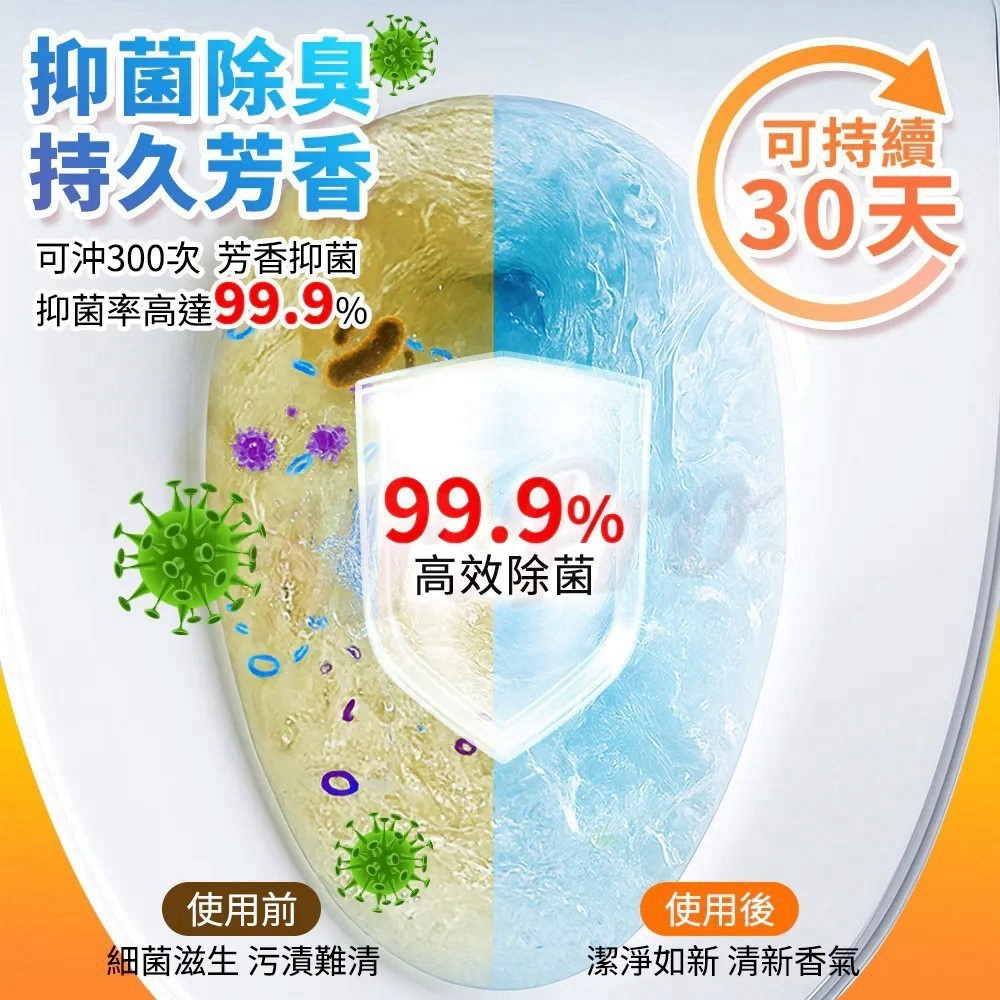 抑菌除臭
持久芳香
可沖300次 芳香抑菌
抑菌率高達99.9%
可持續
30天
99.9%
高效除菌
使用前
細菌滋生 污漬難清
使用後
潔淨如新 清新香氣